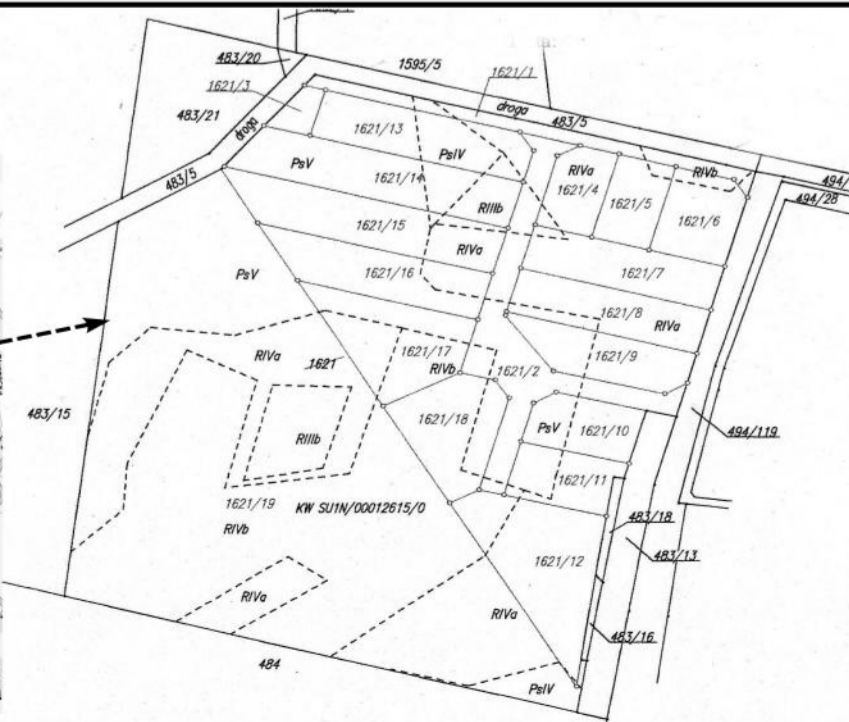 483/20
1595/5
1621/1
1621/3
droga
483/5
483/21
droga
1621/13
PsIV
RIVa
RIVb
494/
494/28
483/5
PsV
1621/14
1621/4
1621/5
1621/6
RIIIb
1621/15
RIVa
1621/7
PsV
1621/16
1621/8
RIVa
RIVa
1621
1621/17
RIVb
1621/2
1621/9
483/15
RIIIb
1621/18
PsV
1621/10
494/119
1621/19
KW SU1N/00012615/0
1621/11
RIVb
483/18
483/13
1621/12
RIVa
RIVa
483/16
484
PsIV